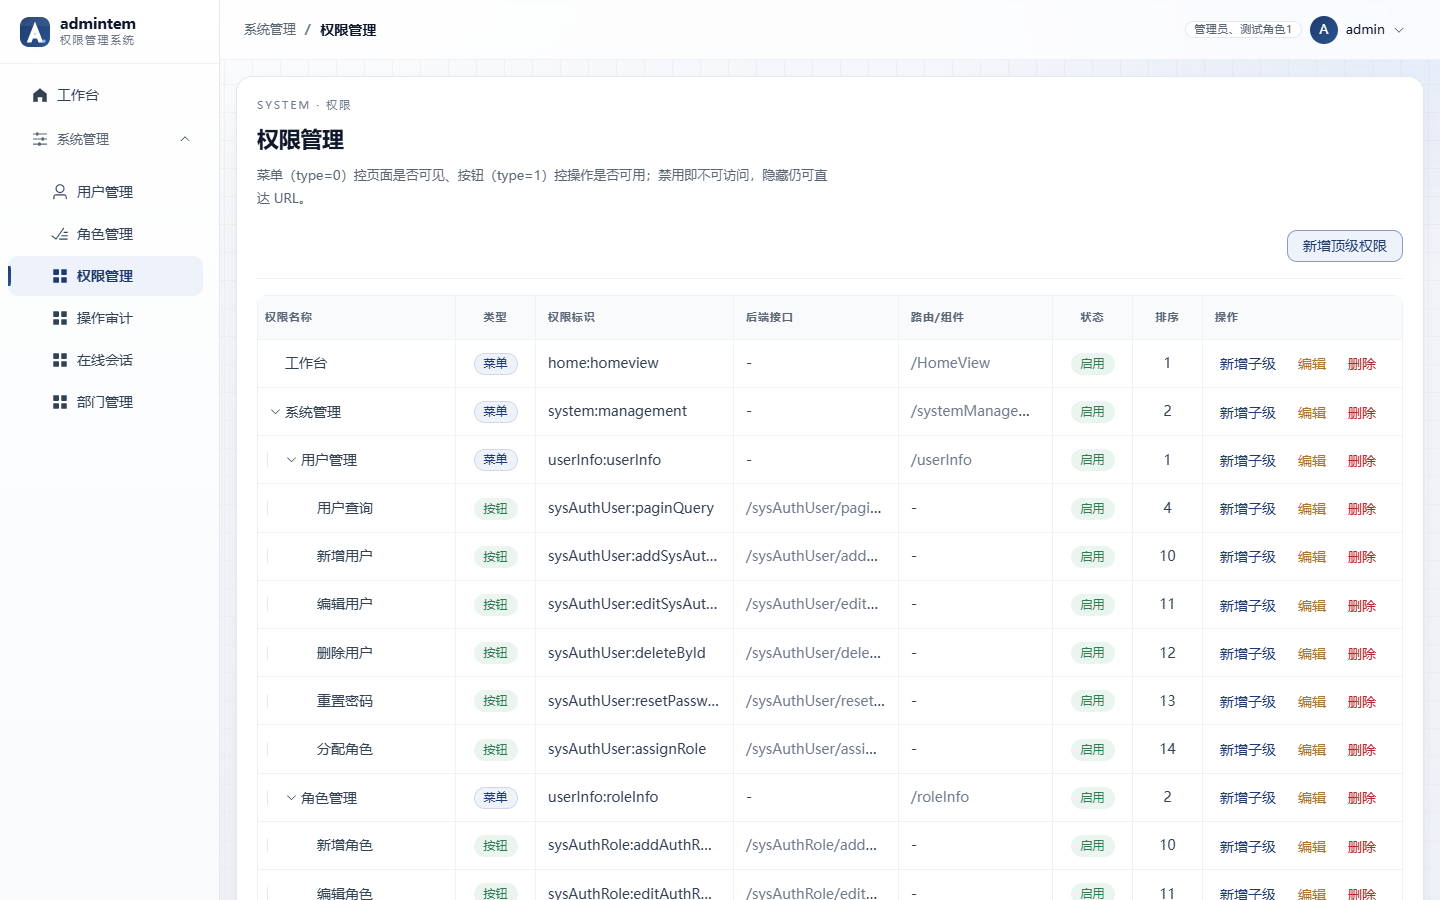 admintem
权限管理系统
系统管理 / 权限管理
管理员、测试角色1
A admin
工作台
系统管理
用户管理
角色管理
权限管理
操作审计
在线会话
部门管理
SYSTEM · 权限
权限管理
菜单（type=0）控页面是否可见、按钮（type=1）控操作是否可用；禁用即不可访问，隐藏仍可直
达 URL。
新增顶级权限
权限名称 类型 权限标识 后端接口 路由/组件 状态 排序 操作
工作台 菜单 home:homeview - /HomeView 启用 1 新增子级 编辑 删除
系统管理 菜单 system:management - /systemManage... 启用 2 新增子级 编辑 删除
用户管理 菜单 userInfo:userInfo - /userInfo 启用 1 新增子级 编辑 删除
用户查询 按钮 sysAuthUser:paginQuery /sysAuthUser/pagi... - 启用 4 新增子级 编辑 删除
新增用户 按钮 sysAuthUser:addSysAut... /sysAuthUser/add... - 启用 10 新增子级 编辑 删除
编辑用户 按钮 sysAuthUser:editSysAut... /sysAuthUser/edit... - 启用 11 新增子级 编辑 删除
删除用户 按钮 sysAuthUser:deleteById /sysAuthUser/dele... - 启用 12 新增子级 编辑 删除
重置密码 按钮 sysAuthUser:resetPassw... /sysAuthUser/reset... - 启用 13 新增子级 编辑 删除
分配角色 按钮 sysAuthUser:assignRole /sysAuthUser/assi... - 启用 14 新增子级 编辑 删除
角色管理 菜单 userInfo:roleInfo - /roleInfo 启用 2 新增子级 编辑 删除
新增角色 按钮 sysAuthRole:addAuthR... /sysAuthRole/add... - 启用 10 新增子级 编辑 删除
编辑角色 按钮 sysAuthRole:editAuthR... /sysAuthRole/edit... - 启用 11 新增子级 编辑 删除